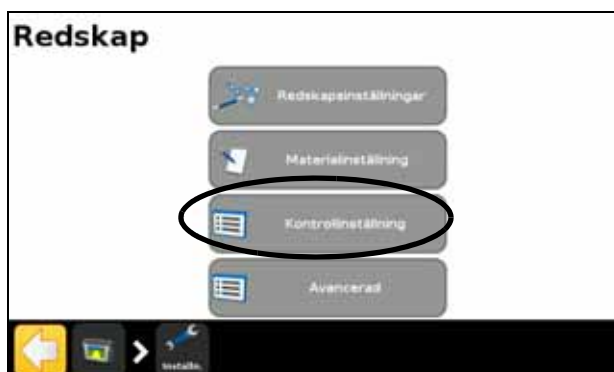 Redskap
Redskapsinställningar
Materialinställning
Kontrollinställning
Avancerad
Inställn.